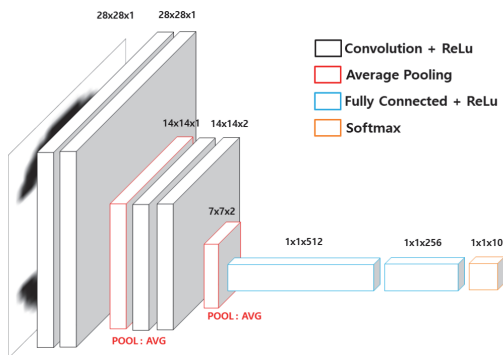 28x28x1 28x28x1
Convolution + ReLu
Average Pooling
Fully Connected + ReLu
Softmax
14x14x1 14x14x2
7x7x2
1x1x512 1x1x256 1x1x10
POOL : AVG
POOL : AVG